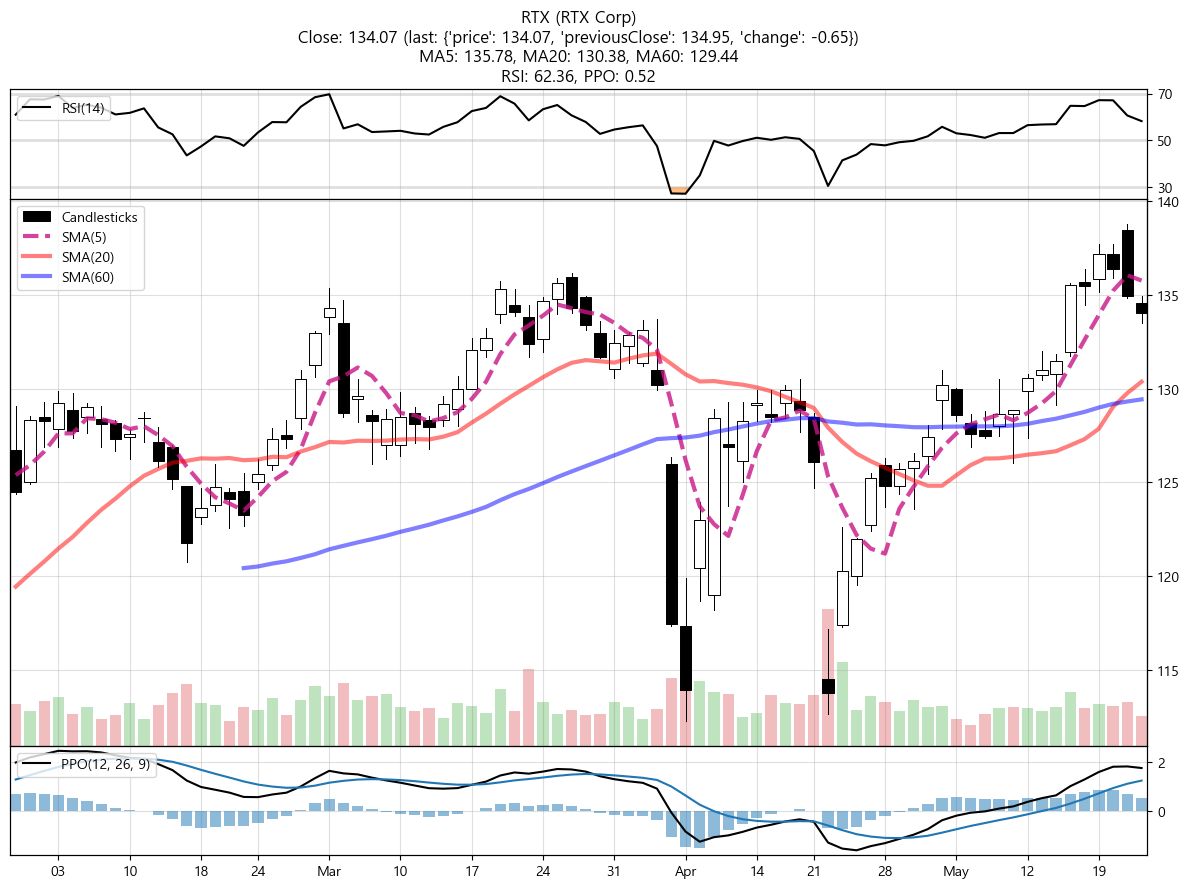 RTX (RTX Corp)
Close: 134.07 (last: {'price': 134.07, 'previousClose': 134.95, 'change': -0.65})
MA5: 135.78, MA20: 130.38, MA60: 129.44
RSI: 62.36, PPO: 0.52
RSI(14)
70
50
30
Candlesticks
SMA(5)
SMA(20)
SMA(60)
140
135
130
125
120
115
PPO(12, 26, 9)
2
0
03 10 18 24 Mar 10 17 24 31 Apr 14 21 28 May 12 19